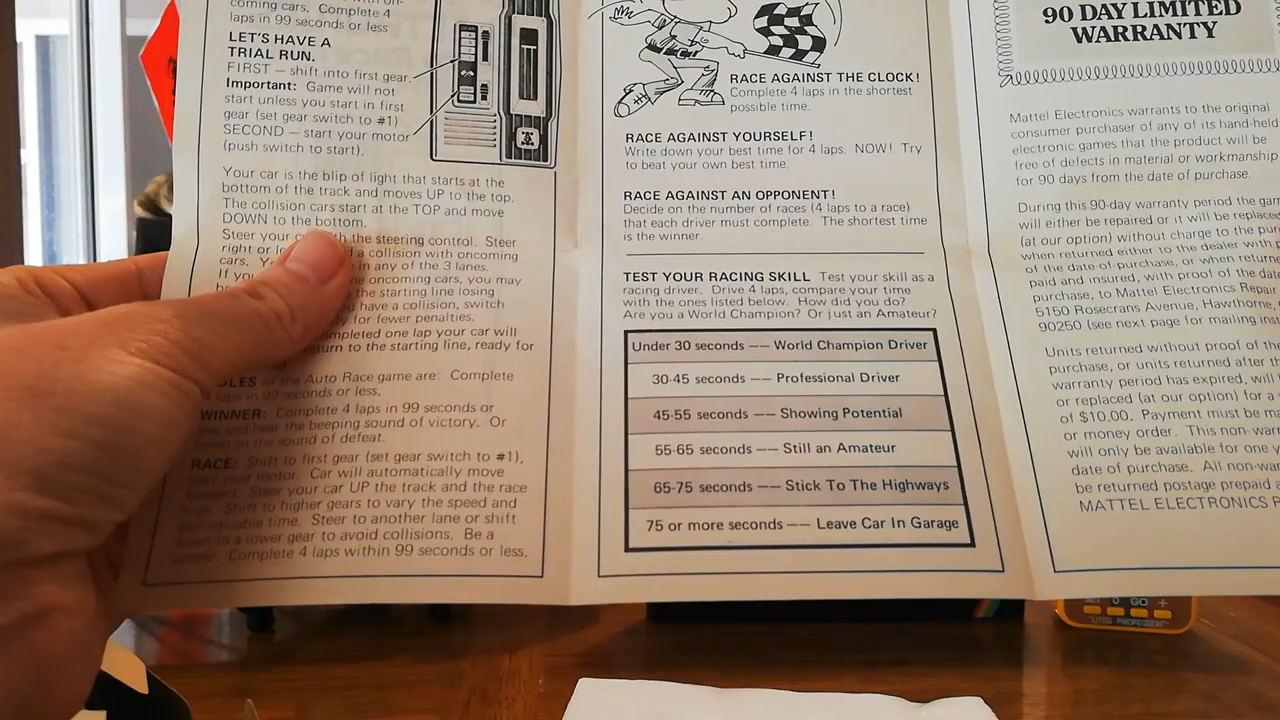 coming cars. Complete 4
laps in 99 seconds or less
LET'S HAVE A
TRIAL RUN.
FIRST — shift into first gear.
Important: Game will not
start unless you start in first
gear (set gear switch to #1)
SECOND — start your motor
(push switch to start).
Your car is the blip of light that starts at the
bottom of the track and moves UP to the top.
The collision cars start at the TOP and move
DOWN to the bottom.
Steer your the steering control. Steer
right or a collision with oncoming
cars. in any of the 3 lanes.
If you oncoming cars, you may
the starting line losing
have a collision, switch
for fewer penalties.
completed one lap your car will
return to the starting line, ready for
of the Auto Race game are: Complete
laps in 99 seconds or less.
WINNER: Complete 4 laps in 99 seconds or
less and hear the beeping sound of victory. Or
to the sound of defeat.
RACE: Shift to first gear (set gear switch to #1),
start your motor. Car will automatically move
forward. Steer your car UP the track and the race
Shift to higher gears to vary the speed and
valuable time. Steer to another lane or shift
down to a lower gear to avoid collisions. Be a
Complete 4 laps within 99 seconds or less.
RACE AGAINST THE CLOCK!
Complete 4 laps in the shortest
possible time.
RACE AGAINST YOURSELF!
Write down your best time for 4 laps. NOW! Try
to beat your own best time.
RACE AGAINST AN OPPONENT!
Decide on the number of races (4 laps to a race)
that each driver must complete. The shortest time
is the winner.
TEST YOUR RACING SKILL Test your skill as a
racing driver. Drive 4 laps, compare your time
with the ones listed below. How did you do?
Are you a World Champion? Or just an Amateur?
Under 30 seconds —— World Champion Driver
30-45 seconds —— Professional Driver
45-55 seconds —— Showing Potential
55-65 seconds —— Still an Amateur
65-75 seconds —— Stick To The Highways
75 or more seconds —— Leave Car In Garage
90 DAY LIMITED
WARRANTY
Mattel Electronics warrants to the original
consumer purchaser of any of its hand-held
electronic games that the product will be
free of defects in material or workmanship
for 90 days from the date of purchase.
During this 90-day warranty period the gam
will either be repaired or it will be replace
(at our option) without charge to the pur
when returned either to the dealer with p
of the date-of-purchase, or when returne
paid and insured, with proof of the date
purchase, to Mattel Electronics Repair
5150 Rosecrans Avenue, Hawthorne,
90250 (see next page for mailing inst
Units returned without proof of the
purchase, or units returned after th
warranty period has expired, will
or replaced (at our option) for a
of $10.00. Payment must be ma
or money order. This non-warr
will only be available for one y
date of purchase. All non-wa
be returned postage prepaid a
MATTEL ELECTRONICS
0 GO +
"LITTLE PROFESSOR"